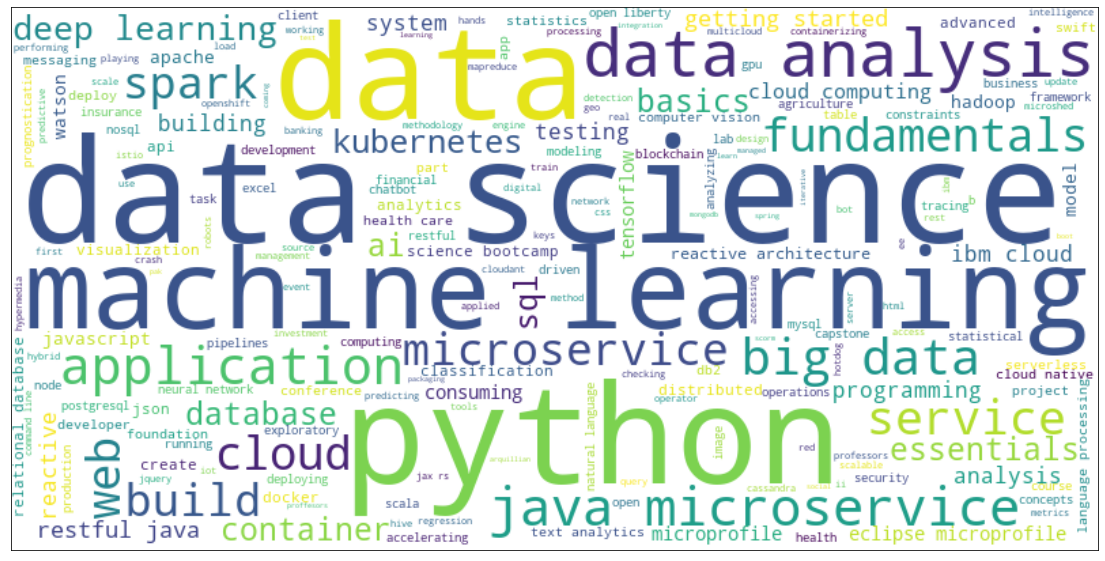 deep learning
client
working
system
hands
learning
statistics
processing
open liberty
integration
getting started
multicloud
containerizing
advanced
intelligence
swift
performing
messaging
playing
apache
load
test
data
mapreduce
app
data analysis
gpu
business
update
prognostication
predictive
scale
deploy
insurance
watson
spark
openshift
coming
basics
cloud computing
hadoop
framework
microshed
nosql
building
banking
methodology
engine
geo
detection
real
computer vision
agriculture
table
constraints
istio
api
development
kubernetes
testing
modeling
blockchain
lab
design
learn
managed
fundamentals
part
train
use
task
excel
financial
chatbot
analytics
digital
network
css
tensorflow
analyzing
mongodb
spring
iterative
bot
ibn
tracing
b
rest
model
data science
health care
restful
keys
first
visualization
robots
source
management
ai
science bootcamp
reactive architecture
ee
ibm cloud
boot
crash
pub
event
cloudant
driven
method
applied
accessing
server
html
hypermedia
machine learning
sql
investment
mysql
capstone
access
statistical
score
javascript
pipelines
computing
microservice
hotdog
serverless
cloud native
hybrid
application
big data
node
neural network
conference
classification
packaging
checking
db2
distributed
operations
programming
project
relational database
command line
predicting
consuming
operator
postgresql
json
database
tools
natural language
image
service
developer
foundation
running
exploratory
python
red
professors
scalable
essentials
language processing
reactive
production
web
create
jquery
iot
cloud
deploying
jax rs
arquillian
query
cassandra
social
ii
security
analysis
course
build
proffesors
docker
scala
java microservice
open
concepts
metrics
restful java
container
hive
regression
accelerating
text analytics
microprofile
health
eclipse microprofile